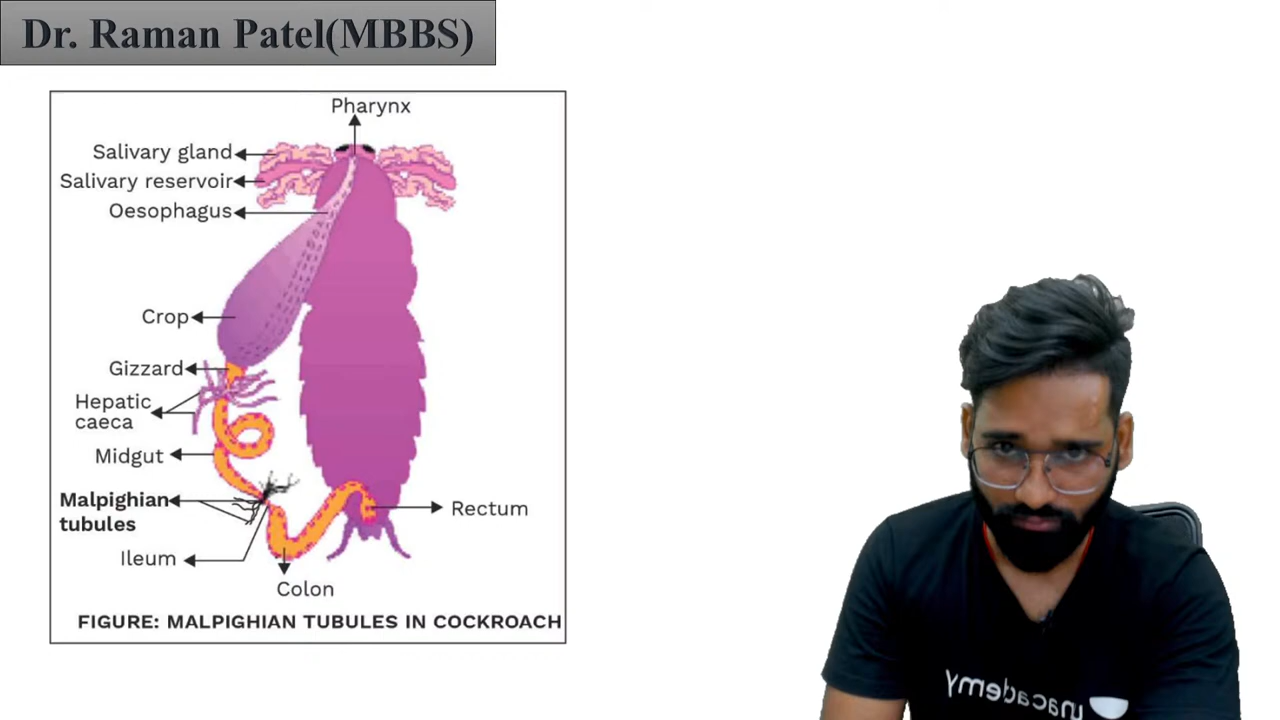 Dr. Raman Patel(MBBS)
Pharynx
Salivary gland
Salivary reservoir
Oesophagus
Crop
Gizzard
Hepatic
caeca
Midgut
Malpighian
tubules
Ileum
Rectum
Colon
FIGURE: MALPIGHIAN TUBULES IN COCKROACH
unacademy